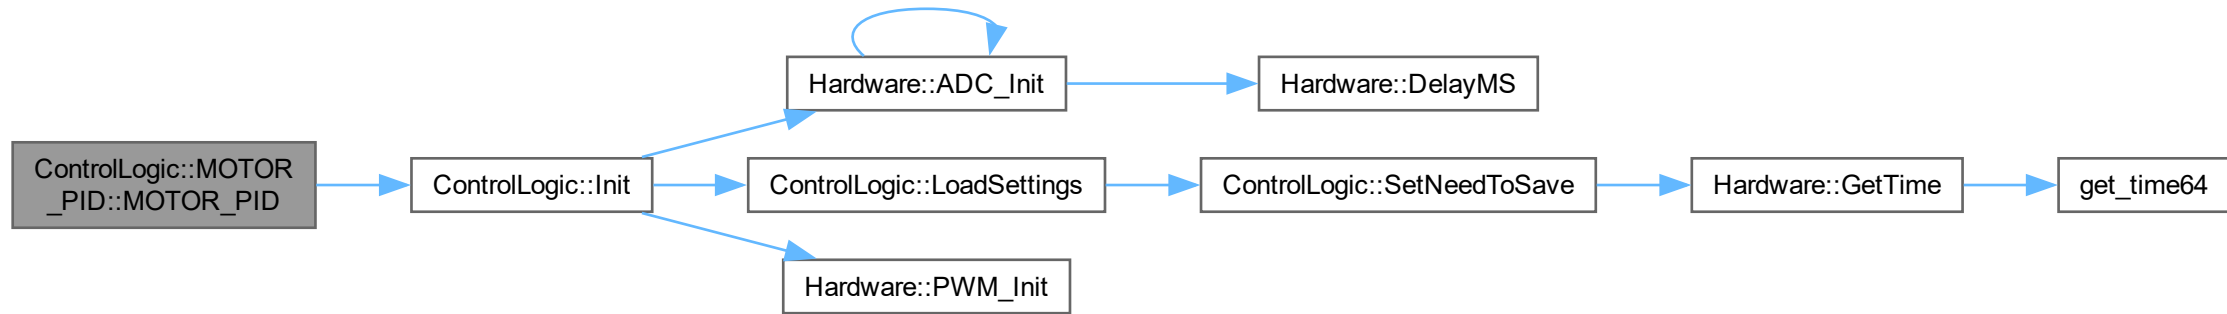 ControlLogic::MOTOR
_PID::MOTOR_PID
ControlLogic::Init
Hardware::ADC_Init
Hardware::DelayMS
ControlLogic::LoadSettings
ControlLogic::SetNeedToSave
Hardware::GetTime
get_time64
Hardware::PWM_Init